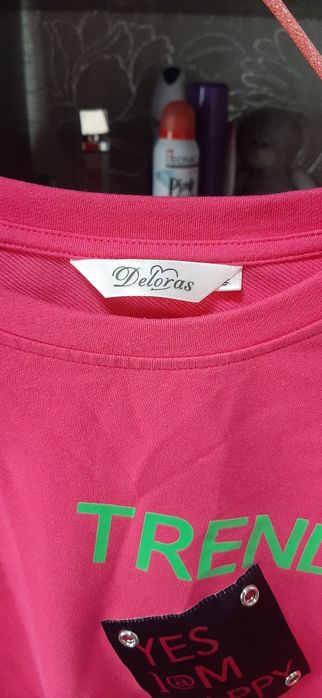 Deloras
TREND
YES
]@M